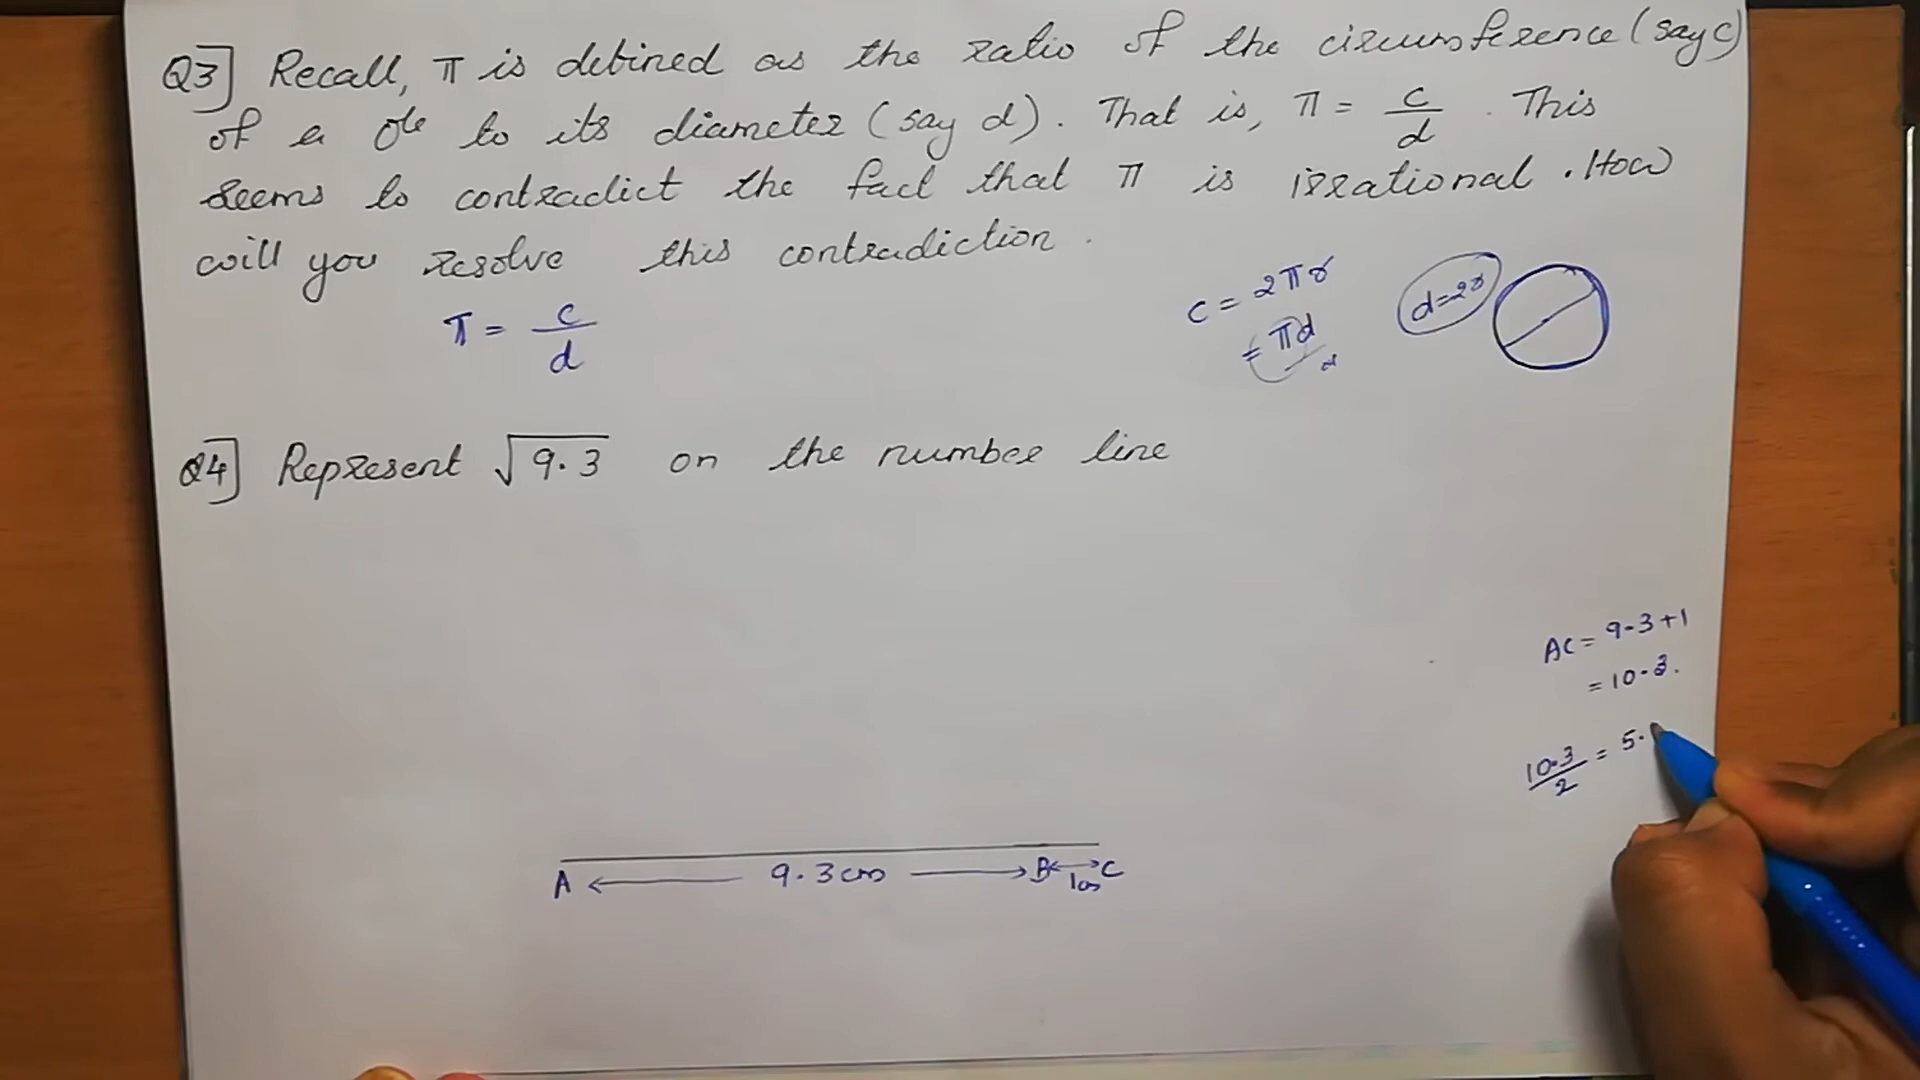 Q3] Recall, π is defined as the ratio of the circumference (say c)
of a ⊙le to its diameter (say d). That is, π = c/d. This
seems to contradict the fact that π is irrational. How
will you resolve this contradiction.
π = c/d
c = 2πr
= πd
d=2r
Q4] Represent √9.3 on the number line
AC = 9.3+1
= 10.3.
10.3/2 = 5.
A ← 9.3cm → B ↔ C
1cm